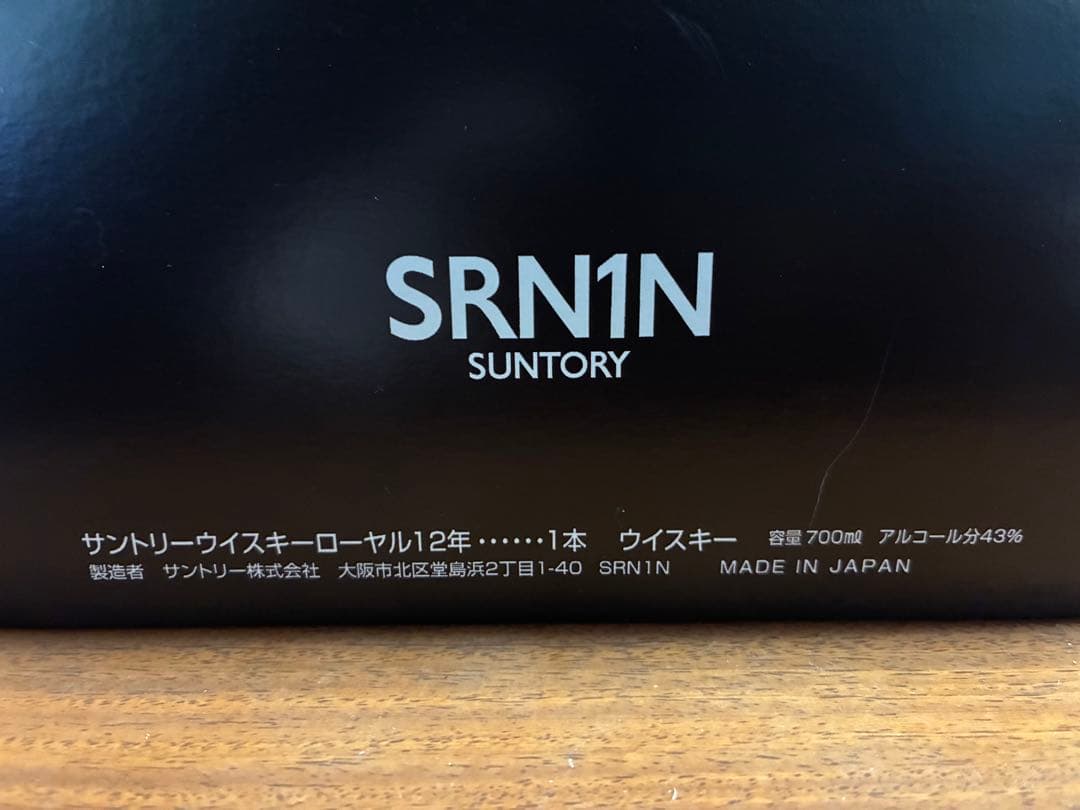 SRN1N
SUNTORY
サントリーウイスキーローヤル12年……1本 ウイスキー 容量700㎖ アルコール分43%
製造者 サントリー株式会社 大阪市北区堂島浜2丁目1-40 SRN1N MADE IN JAPAN